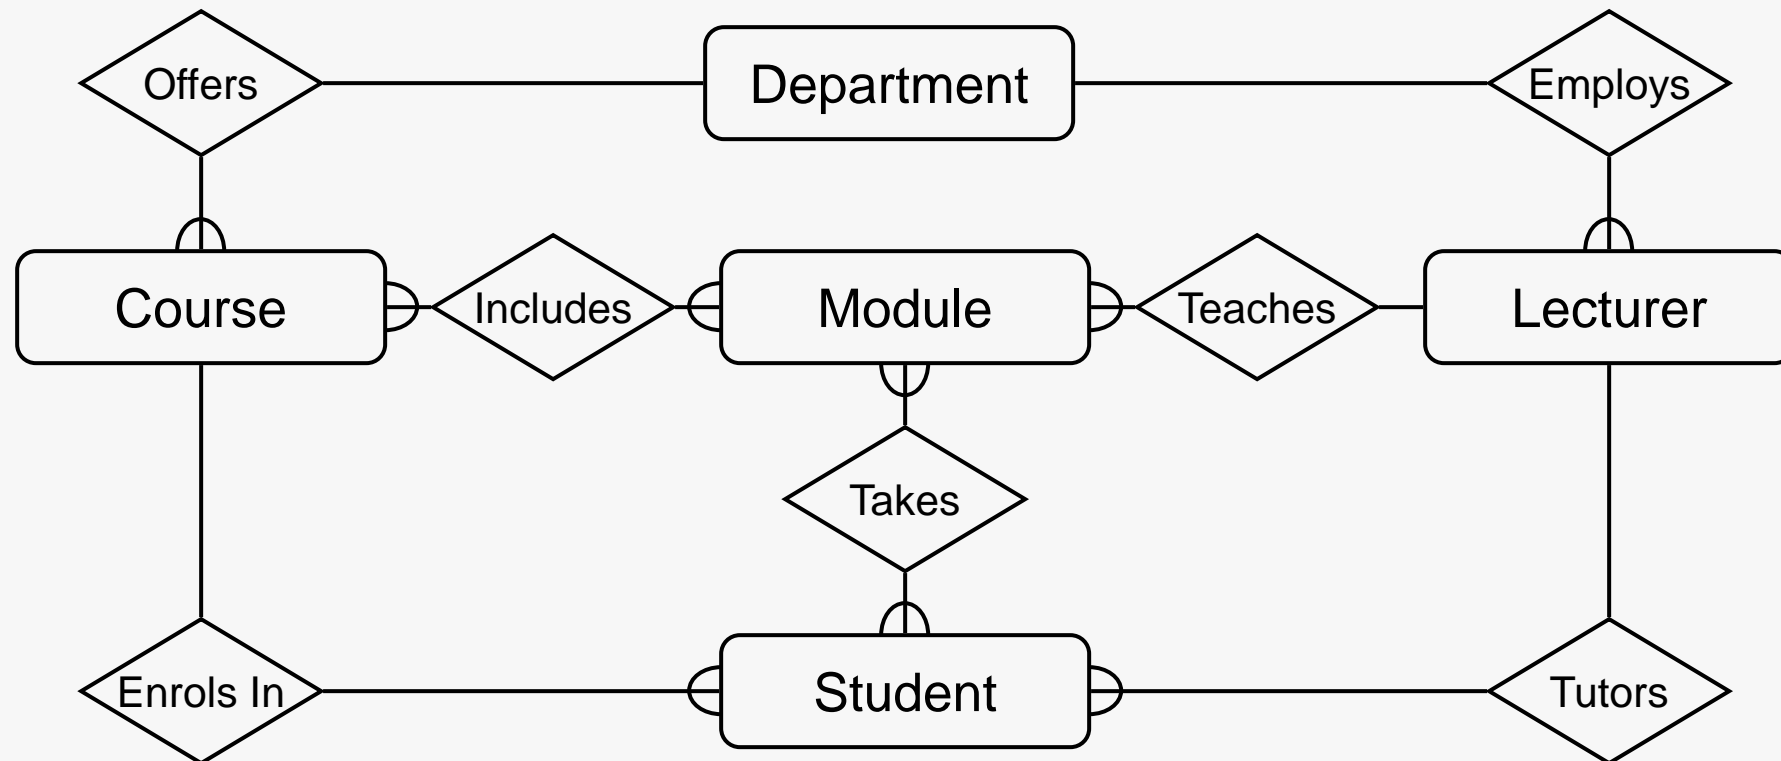 Offers
Department
Employs
Course
Includes
Module
Teaches
Lecturer
Takes
Enrols In
Student
Tutors